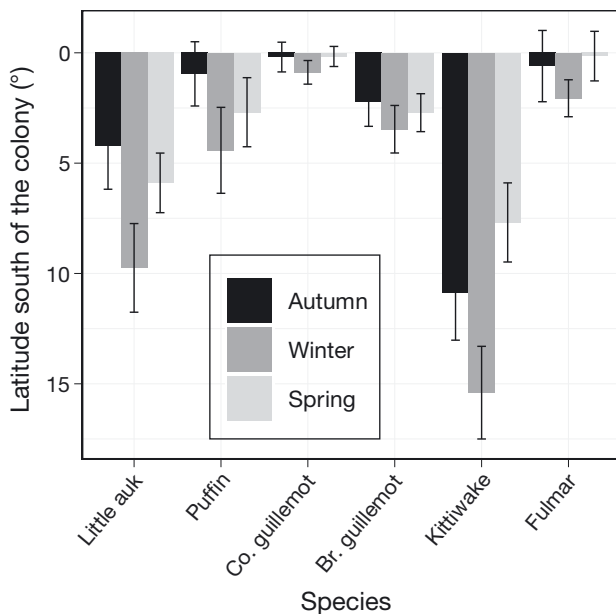 0
5
10
15
Latitude south of the colony (°)
Autumn
Winter
Spring
Little auk
Puffin
Co. guillemot
Br. guillemot
Kittiwake
Fulmar
Species